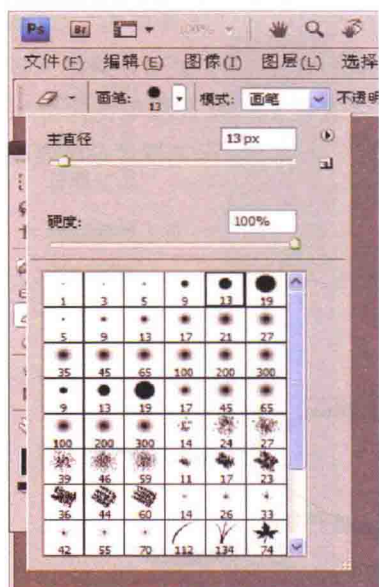 Ps Br 100%
文件(F) 编辑(E) 图像(I) 图层(L) 选择
画笔: 13 模式: 画笔 不透明
主直径 13 px
硬度: 100%
1 3 5 9 13 19
5 9 13 17 21 27
35 45 65 100 200 300
9 13 19 17 45 65
100 200 300 14 24 27
39 46 59 11 17 23
36 44 60 14 26 33
42 55 70 112 134 74